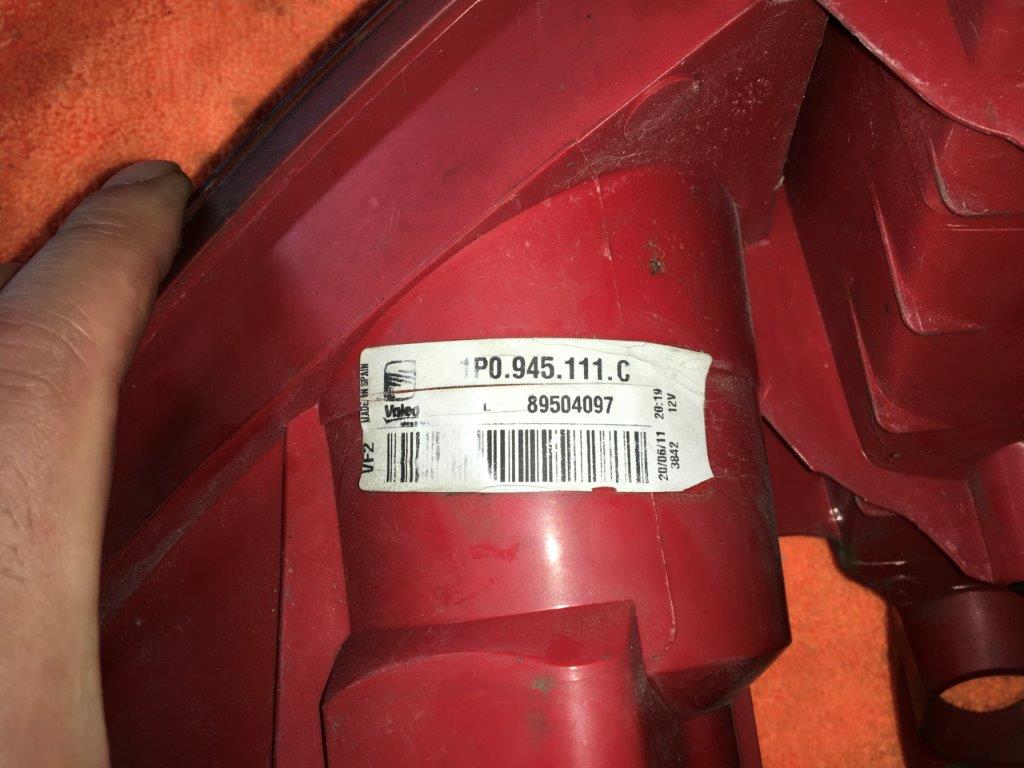 1P0.945.111.C
MADE IN SPAIN
Valeo
L 89504097
VF2
20/06/11 20:19
3842 12V